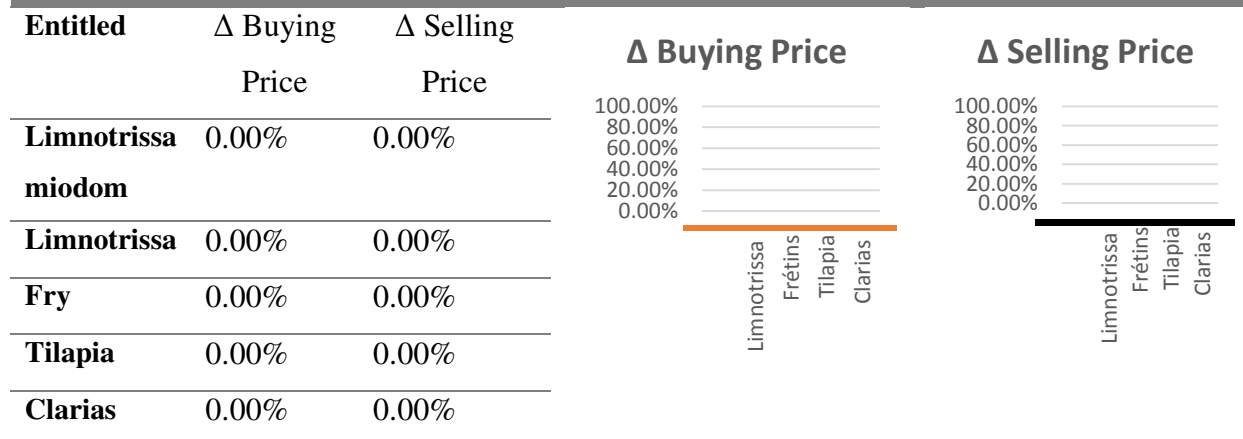 Entitled Δ Buying Price Δ Selling Price
Limnotrissa miodom 0.00% 0.00%
Limnotrissa 0.00% 0.00%
Fry 0.00% 0.00%
Tilapia 0.00% 0.00%
Clarias 0.00% 0.00%
Δ Buying Price
100.00%
80.00%
60.00%
40.00%
20.00%
0.00%
Limnotrissa
Frétins
Tilapia
Clarias
Δ Selling Price
100.00%
80.00%
60.00%
40.00%
20.00%
0.00%
Limnotrissa
Frétins
Tilapia
Clarias